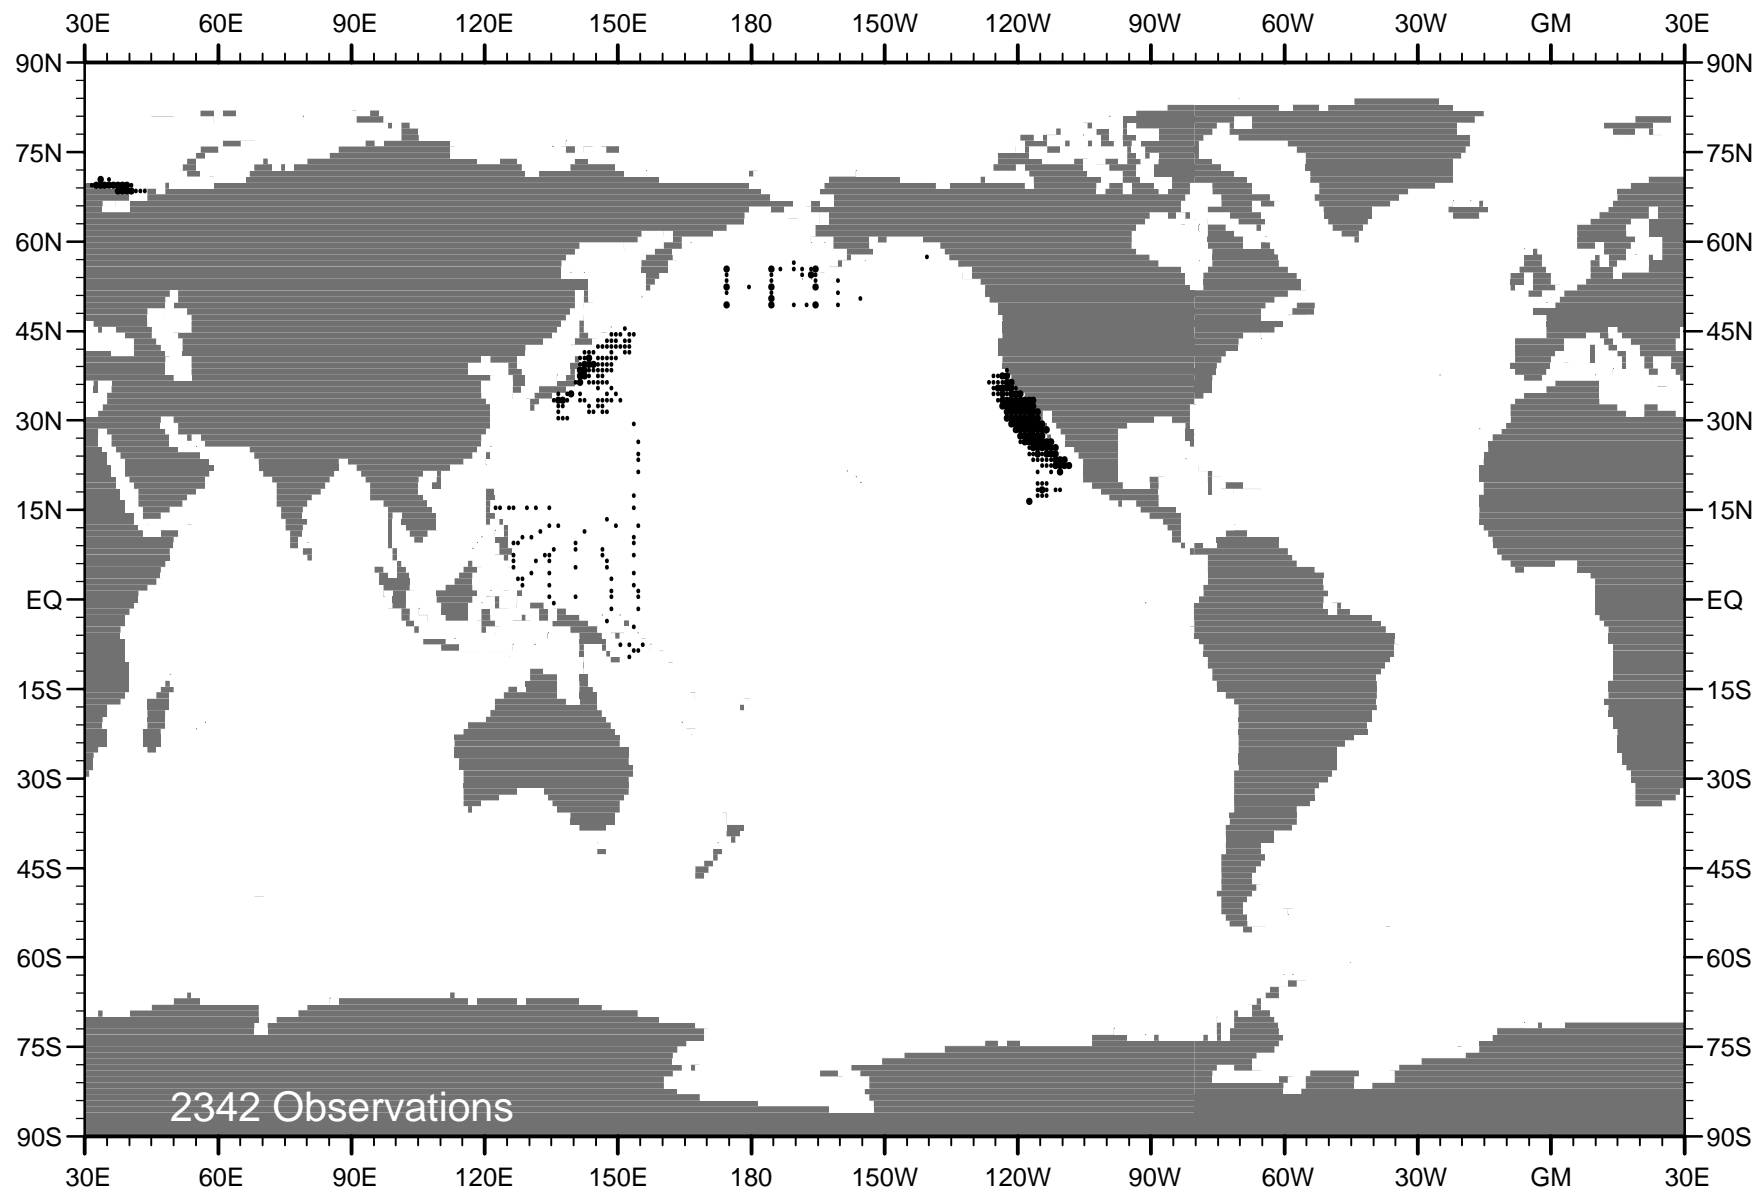 30E 60E 90E 120E 150E 180 150W 120W 90W 60W 30W GM 30E
90N 90N
75N 75N
60N 60N
45N 45N
30N 30N
15N 15N
EQ EQ
15S 15S
30S 30S
45S 45S
60S 60S
75S 75S
2342 Observations
90S 90S
30E 60E 90E 120E 150E 180 150W 120W 90W 60W 30W GM 30E